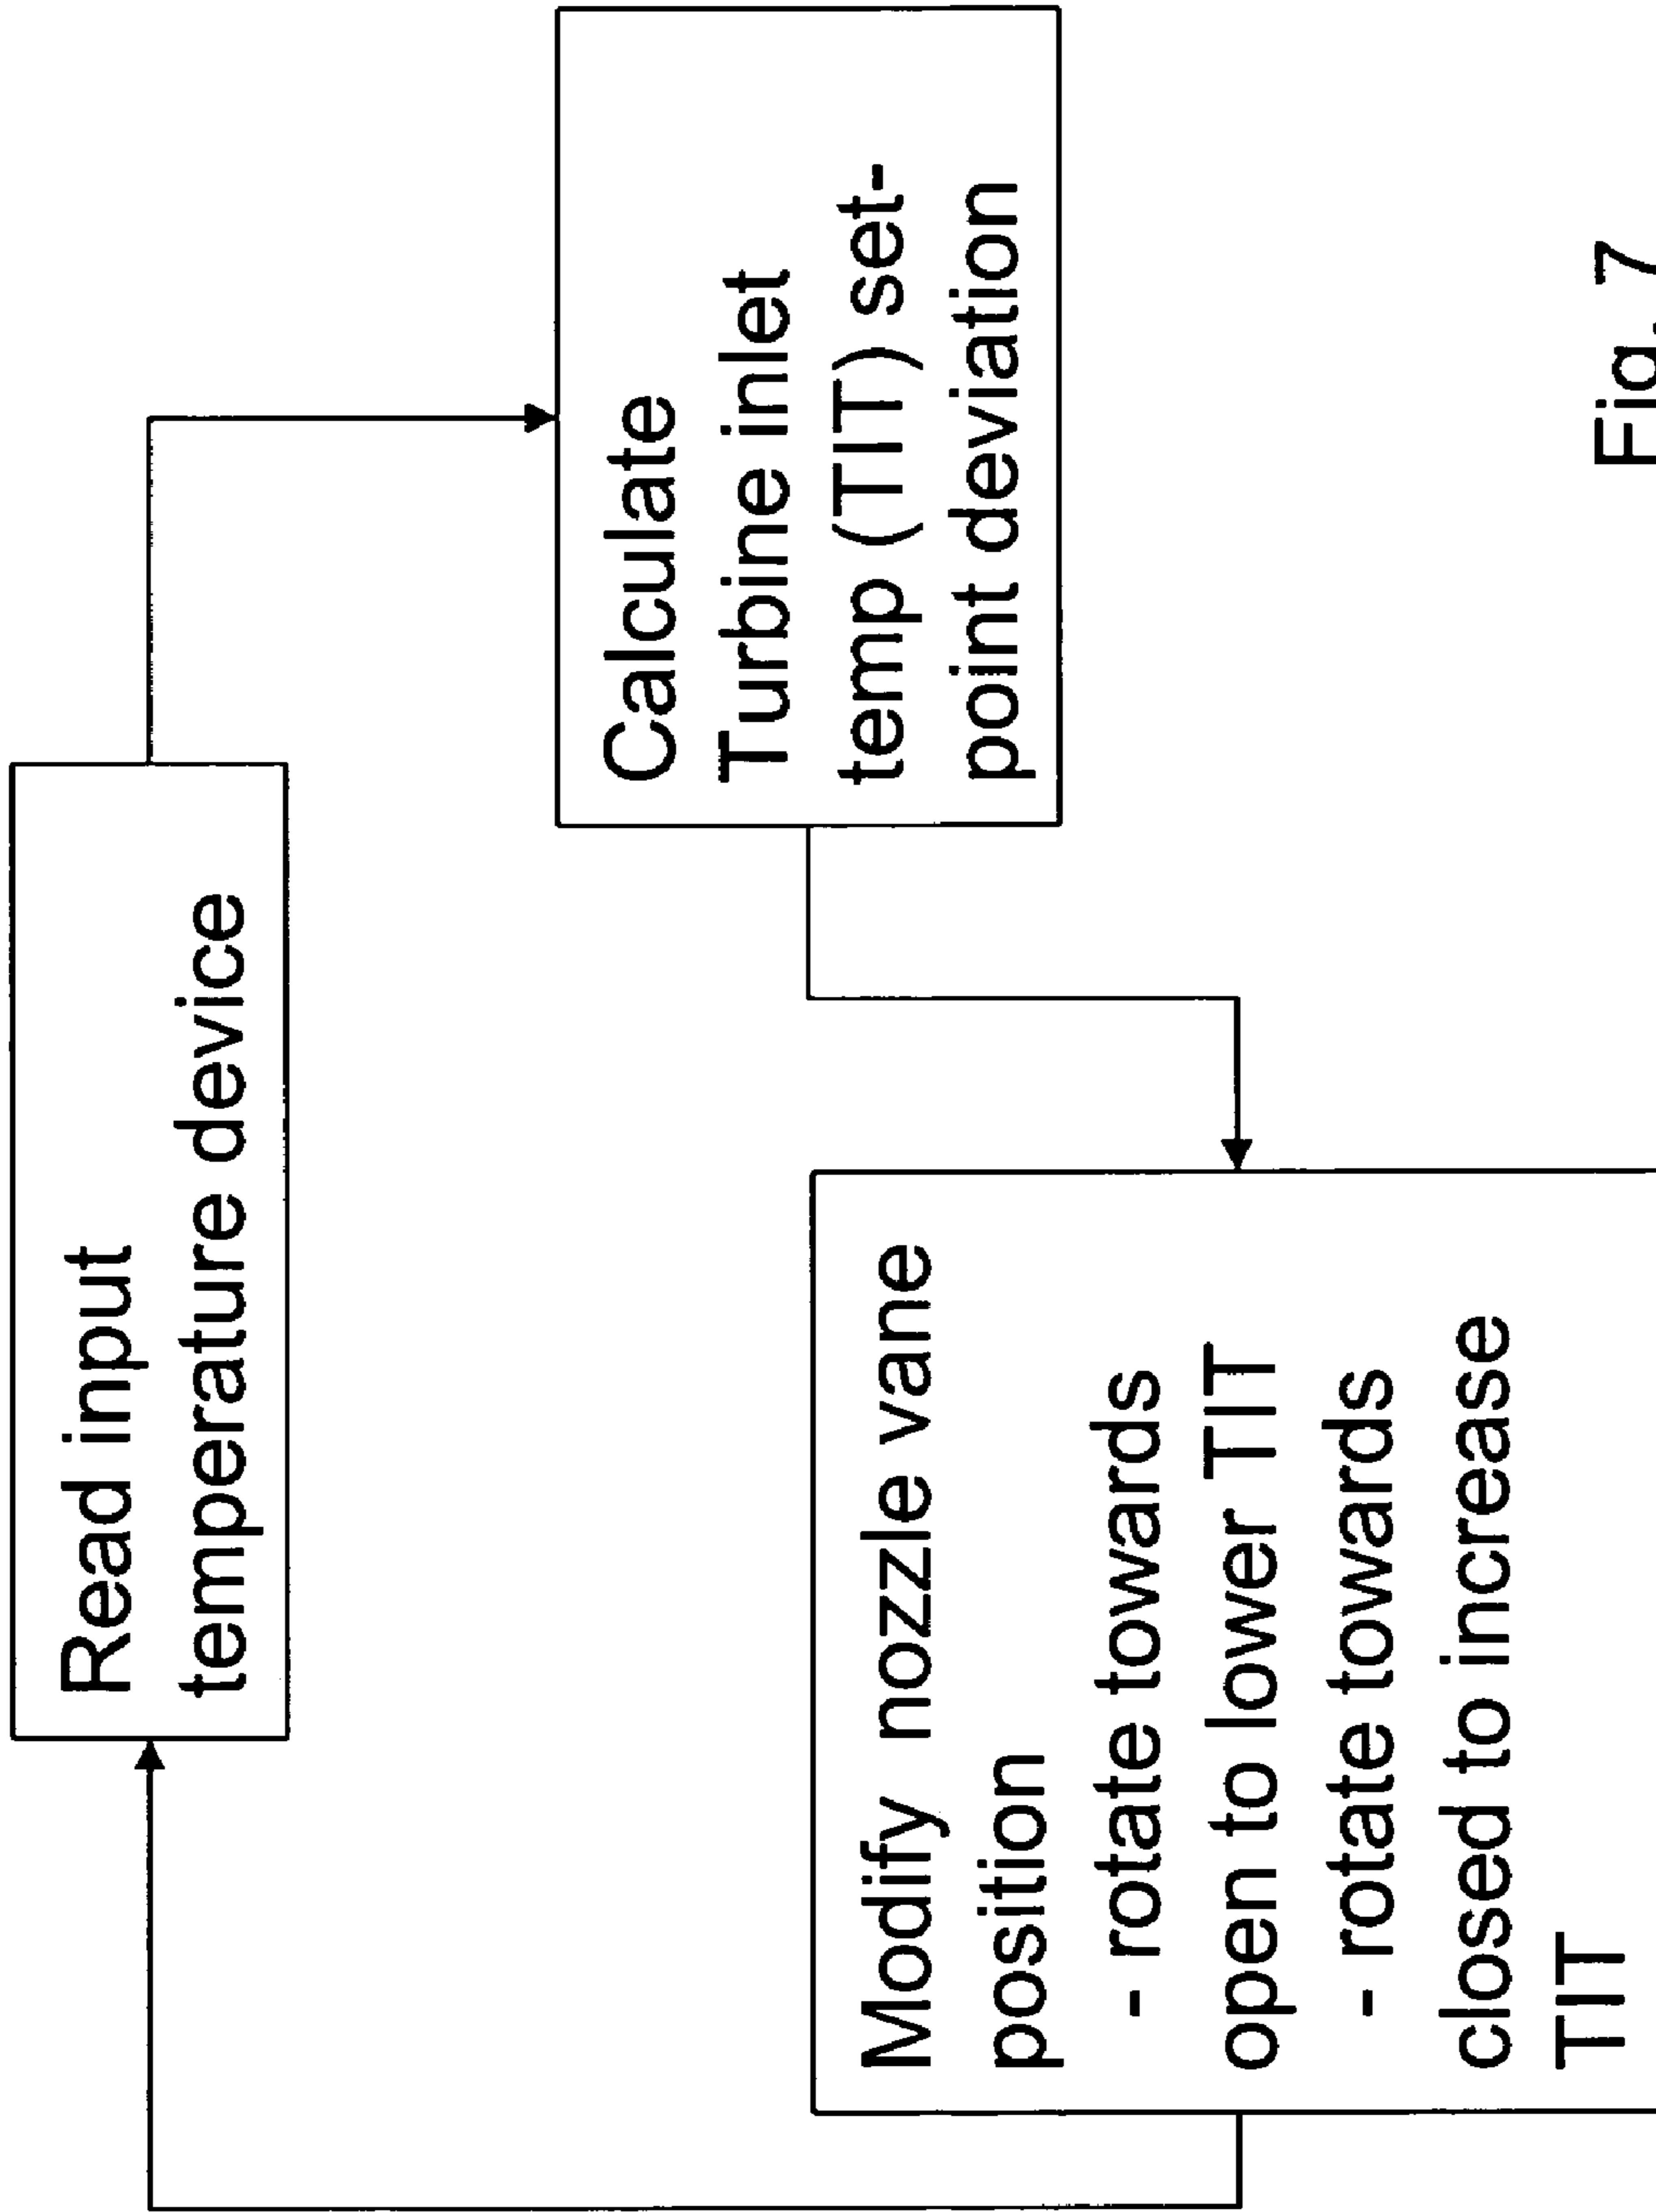 Read input
temperature device
Calculate
Turbine inlet
temp (TIT) set-
point deviation
Modify nozzle vane
position
- rotate towards
open to lower TIT
- rotate towards
closed to increase
TIT
Fig. 7